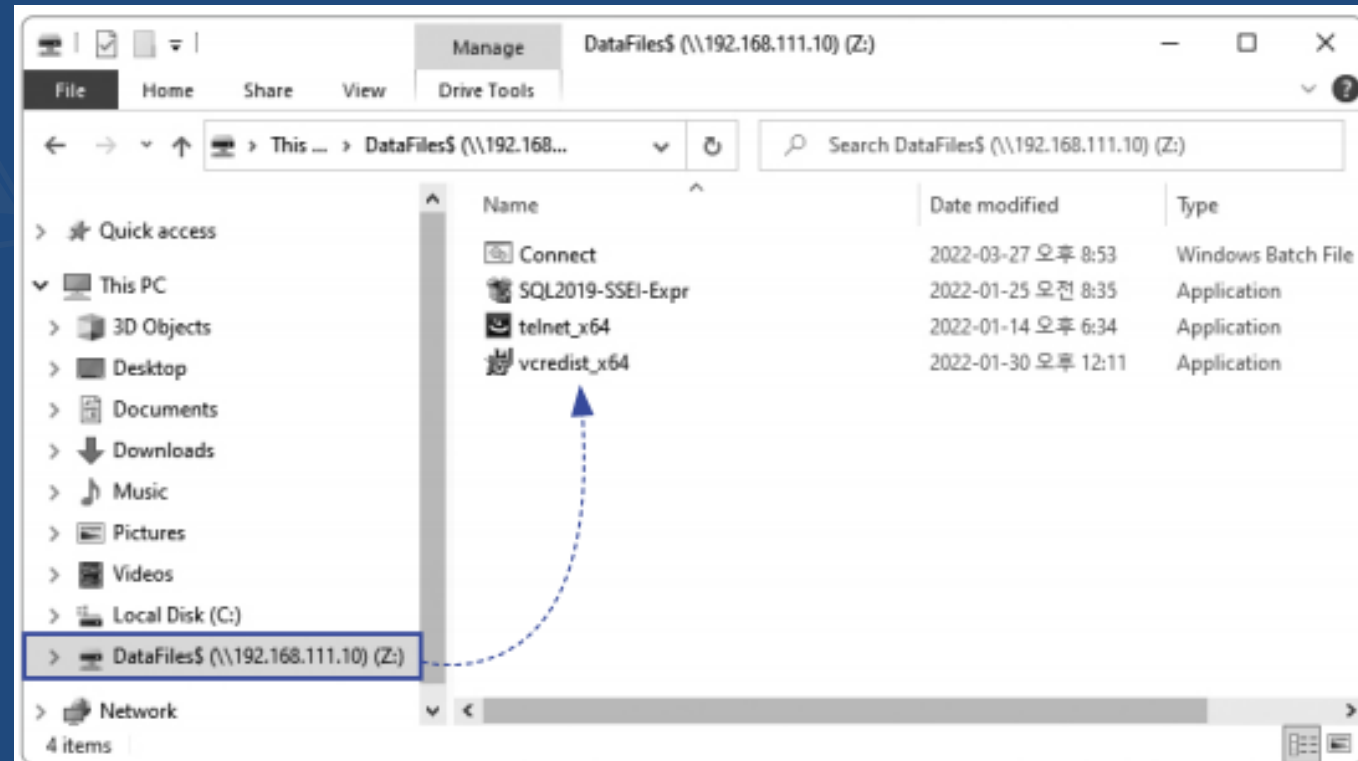 Manage DataFiles$ (\\192.168.111.10) (Z:)
File Home Share View Drive Tools
This ... DataFiles$ (\\192.168... Search DataFiles$ (\\192.168.111.10) (Z:)
Name Date modified Type
Quick access
Connect 2022-03-27 오후 8:53 Windows Batch File
This PC
SQL2019-SSEI-Expr 2022-01-25 오전 8:35 Application
3D Objects
telnet_x64 2022-01-14 오후 6:34 Application
Desktop
vcredist_x64 2022-01-30 오후 12:11 Application
Documents
Downloads
Music
Pictures
Videos
Local Disk (C:)
DataFiles$ (\\192.168.111.10) (Z:)
Network
4 items